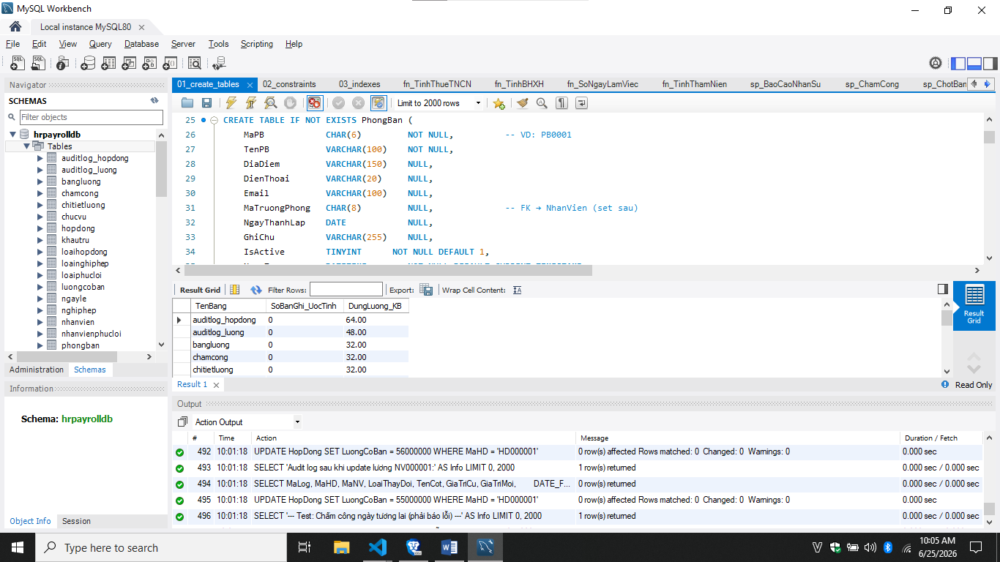 MySQL Workbench
Local instance MySQL80
File Edit View Query Database Server Tools Scripting Help
Navigator
SCHEMAS
Filter objects
hrpayrolldb
Tables
auditlog_hopdong
auditlog_luong
bangluong
chamcong
chitietluong
chucvu
hopdong
khautru
loaihopdong
loainghiphep
loaiphucloi
luongcoban
ngayle
nghiphep
nhanvien
nhanvienphucloi
phongban
Administration Schemas
Information
Schema: hrpayrolldb
Object Info Session
01_create_tables 02_constraints 03_indexes fn_TinhThueTNCN fn_TinhBHXH fn_SoNgayLamViec fn_TinhThamNien sp_BaoCaoNhanSu sp_ChamCong sp_ChotBan
Limit to 2000 rows
25 CREATE TABLE IF NOT EXISTS PhongBan (
26 MaPB CHAR(6) NOT NULL, -- VD: PB0001
27 TenPB VARCHAR(100) NOT NULL,
28 DiaDiem VARCHAR(150) NULL,
29 DienThoai VARCHAR(20) NULL,
30 Email VARCHAR(100) NULL,
31 MaTruongPhong CHAR(8) NULL, -- FK → NhanVien (set sau)
32 NgayThanhLap DATE NULL,
33 GhiChu VARCHAR(255) NULL,
34 IsActive TINYINT NOT NULL DEFAULT 1,
Result Grid Filter Rows: Export: Wrap Cell Content:
TenBang SoBanGhi_UocTinh DungLuong_KB
auditlog_hopdong 0 64.00
auditlog_luong 0 48.00
bangluong 0 32.00
chamcong 0 32.00
chitietluong 0 32.00
Result Grid
Result 1
Read Only
Output
Action Output
# Time Action Message Duration / Fetch
492 10:01:18 UPDATE HopDong SET LuongCoBan = 56000000 WHERE MaHD = 'HD000001' 0 row(s) affected Rows matched: 0 Changed: 0 Warnings: 0 0.000 sec
493 10:01:18 SELECT 'Audit log sau khi update lương NV000001:' AS Info LIMIT 0, 2000 1 row(s) returned 0.000 sec / 0.000 sec
494 10:01:18 SELECT MaLog, MaHD, MaNV, LoaiThayDoi, TenCot, GiaTriCu, GiaTriMoi, DATE_F... 0 row(s) returned 0.000 sec / 0.000 sec
495 10:01:18 UPDATE HopDong SET LuongCoBan = 55000000 WHERE MaHD = 'HD000001' 0 row(s) affected Rows matched: 0 Changed: 0 Warnings: 0 0.000 sec
496 10:01:18 SELECT '--- Test: Chấm công ngày tương lai (phải báo lỗi) ---' AS Info LIMIT 0, 2000 1 row(s) returned 0.000 sec / 0.000 sec
Type here to search
10:05 AM
6/25/2026